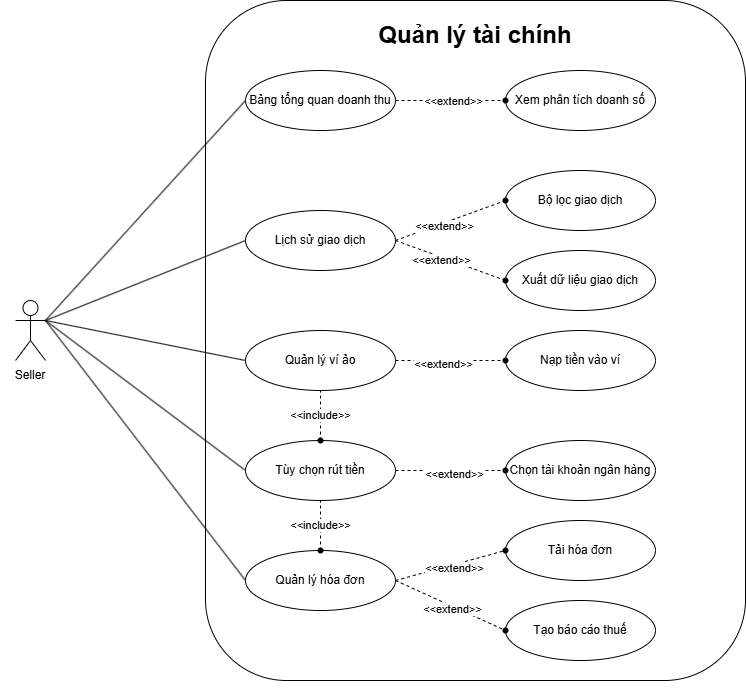 Quản lý tài chính
Bảng tổng quan doanh thu
<<extend>>
Xem phân tích doanh số
Lịch sử giao dịch
<<extend>>
Bộ lọc giao dịch
<<extend>>
Xuất dữ liệu giao dịch
Seller
Quản lý ví ảo
<<extend>>
Nạp tiền vào ví
<<include>>
Tùy chọn rút tiền
<<extend>>
Chọn tài khoản ngân hàng
<<include>>
Quản lý hóa đơn
<<extend>>
Tải hóa đơn
<<extend>>
Tạo báo cáo thuế